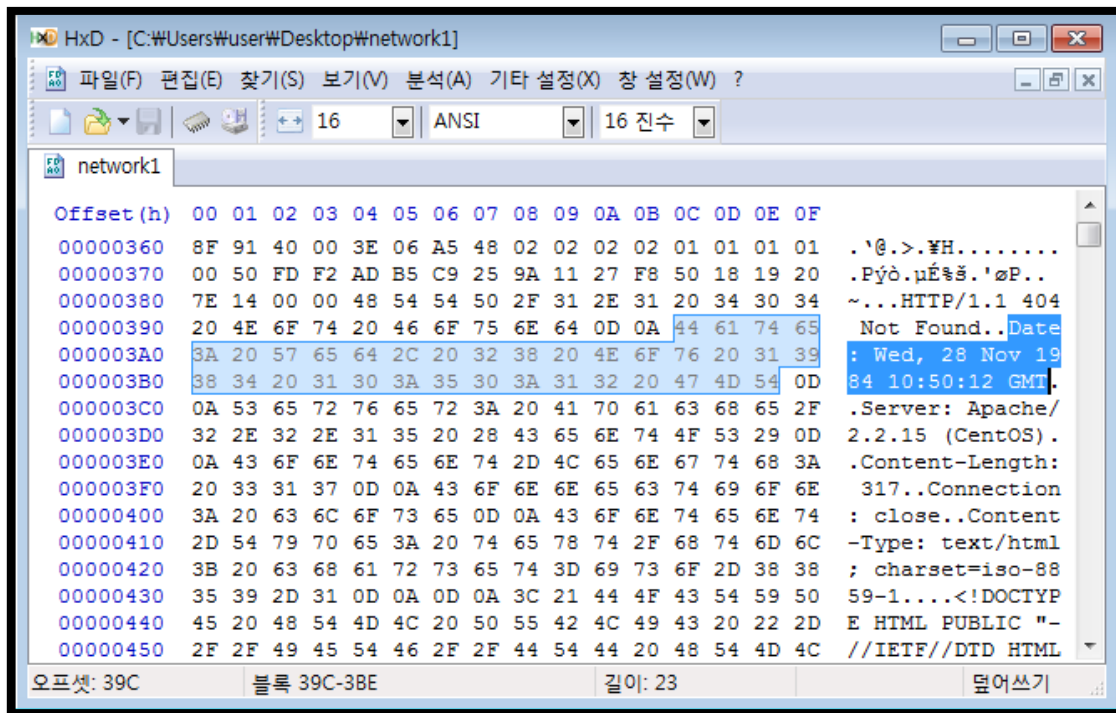 HxD - [C:₩Users₩user₩Desktop₩network1]
파일(F) 편집(E) 찾기(S) 보기(V) 분석(A) 기타 설정(X) 창 설정(W) ?
16 ANSI 16 진수
network1
Offset(h) 00 01 02 03 04 05 06 07 08 09 0A 0B 0C 0D 0E 0F
00000360 8F 91 40 00 3E 06 A5 48 02 02 02 02 01 01 01 01 .‘@.>.¥H........
00000370 00 50 FD F2 AD B5 C9 25 9A 11 27 F8 50 18 19 20 .Pýò.µÉ%š.'øP..
00000380 7E 14 00 00 48 54 54 50 2F 31 2E 31 20 34 30 34 ~...HTTP/1.1 404
00000390 20 4E 6F 74 20 46 6F 75 6E 64 0D 0A 44 61 74 65 Not Found..Date
000003A0 3A 20 57 65 64 2C 20 32 38 20 4E 6F 76 20 31 39 : Wed, 28 Nov 19
000003B0 38 34 20 31 30 3A 35 30 3A 31 32 20 47 4D 54 0D 84 10:50:12 GMT.
000003C0 0A 53 65 72 76 65 72 3A 20 41 70 61 63 68 65 2F .Server: Apache/
000003D0 32 2E 32 2E 31 35 20 28 43 65 6E 74 4F 53 29 0D 2.2.15 (CentOS).
000003E0 0A 43 6F 6E 74 65 6E 74 2D 4C 65 6E 67 74 68 3A .Content-Length:
000003F0 20 33 31 37 0D 0A 43 6F 6E 6E 65 63 74 69 6F 6E 317..Connection
00000400 3A 20 63 6C 6F 73 65 0D 0A 43 6F 6E 74 65 6E 74 : close..Content
00000410 2D 54 79 70 65 3A 20 74 65 78 74 2F 68 74 6D 6C -Type: text/html
00000420 3B 20 63 68 61 72 73 65 74 3D 69 73 6F 2D 38 38 ; charset=iso-88
00000430 35 39 2D 31 0D 0A 0D 0A 3C 21 44 4F 43 54 59 50 59-1....<!DOCTYP
00000440 45 20 48 54 4D 4C 20 50 55 42 4C 49 43 20 22 2D E HTML PUBLIC "-
00000450 2F 2F 49 45 54 46 2F 2F 44 54 44 20 48 54 4D 4C //IETF//DTD HTML
오프셋: 39C 블록 39C-3BE 길이: 23 덮어쓰기